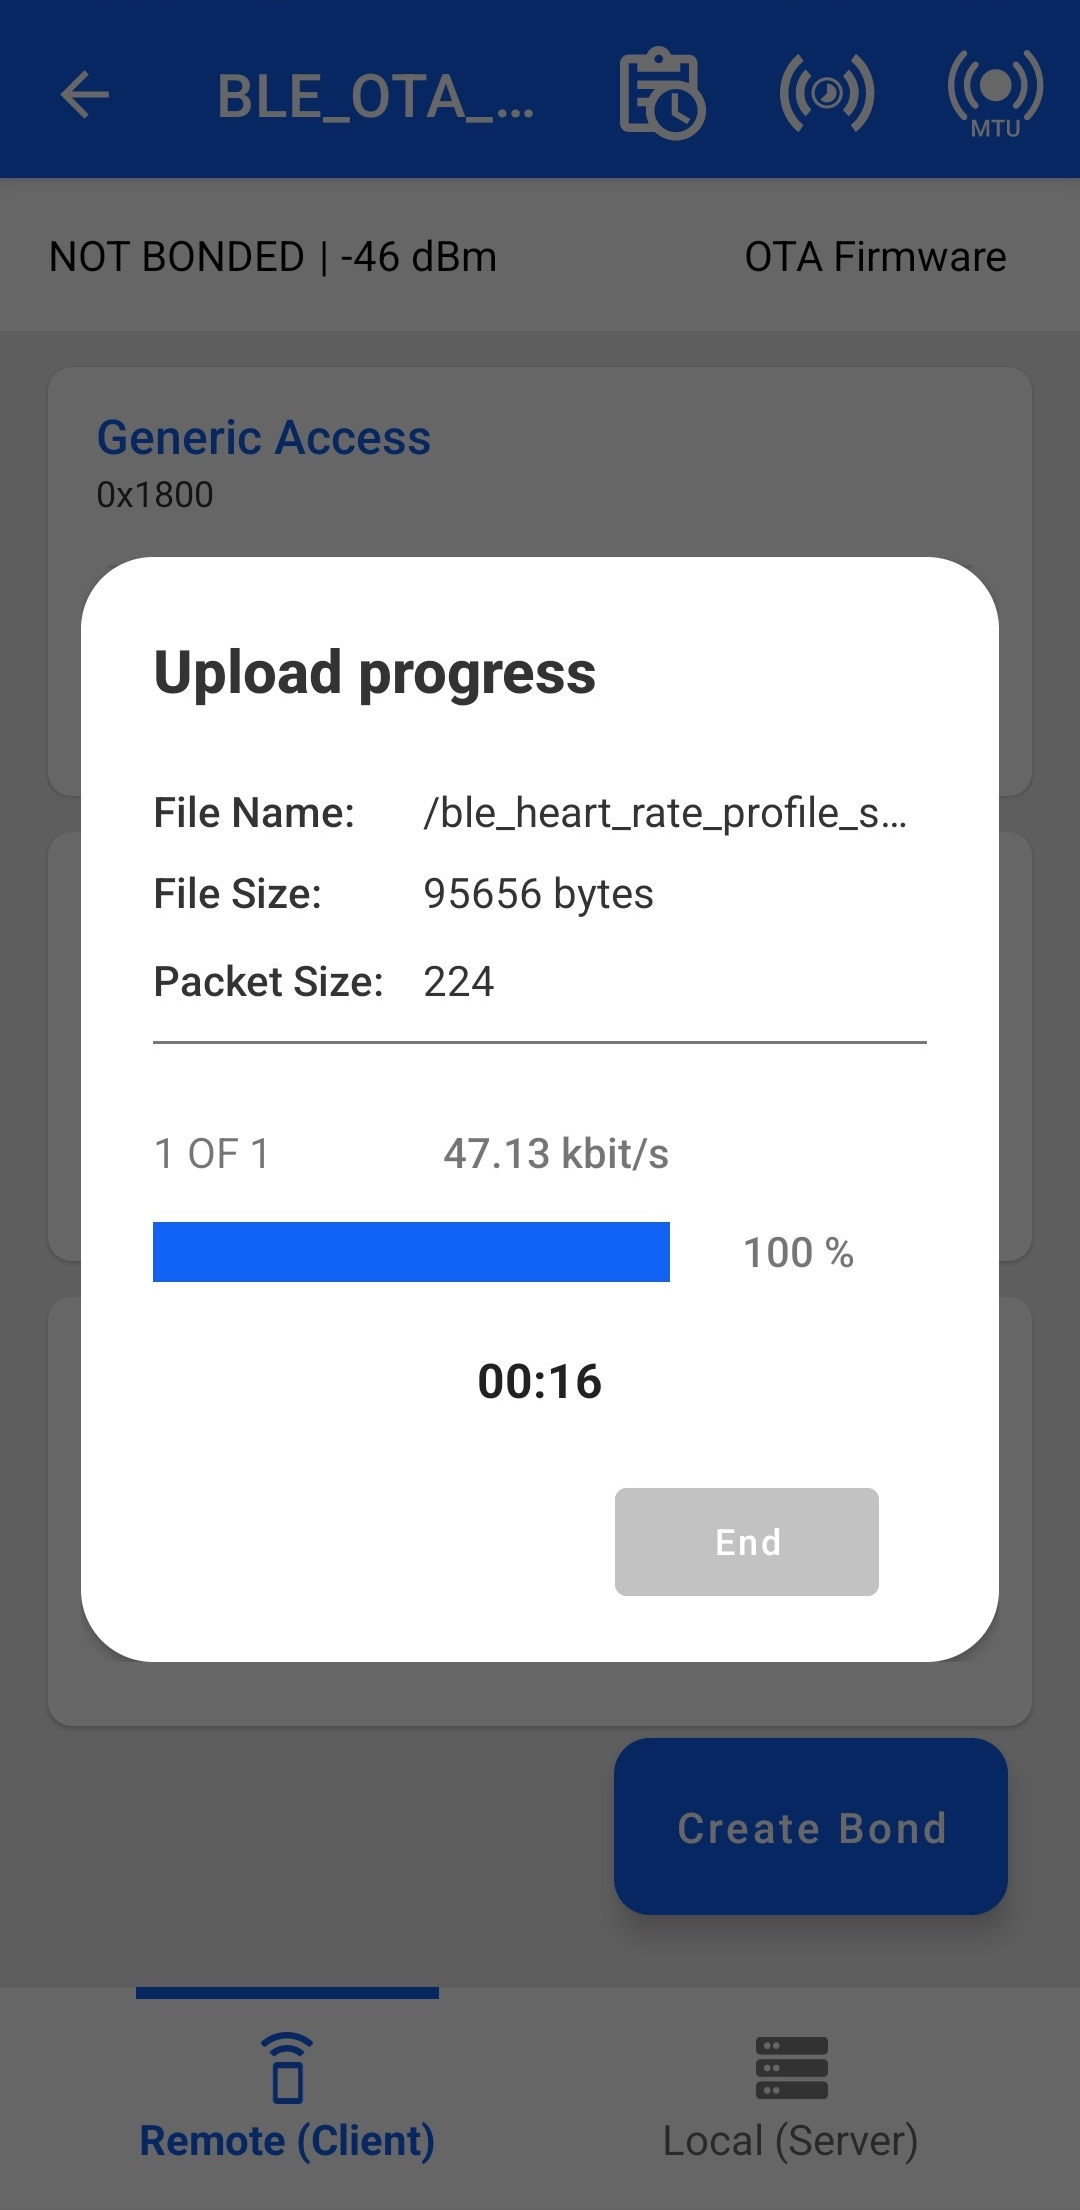 BLE_OTA_...
MTU
NOT BONDED | -46 dBm
OTA Firmware
Generic Access
0x1800
Upload progress
File Name: /ble_heart_rate_profile_s...
File Size: 95656 bytes
Packet Size: 224
1 OF 1 47.13 kbit/s
100 %
00:16
End
Create Bond
Remote (Client)
Local (Server)